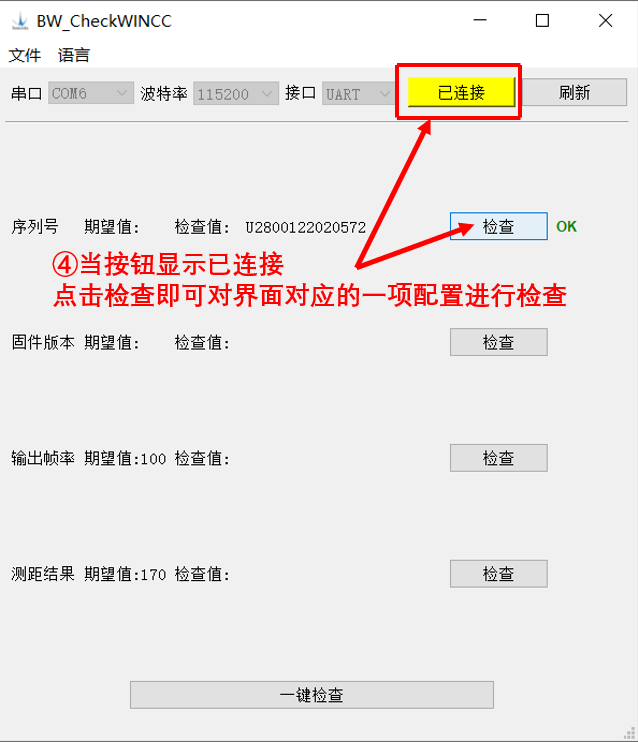 BW_CheckWINCC
文件 语言
串口 COM6 波特率 115200 接口 UART 已连接 刷新
序列号 期望值: 检查值: U2800122020572 检查 OK
④当按钮显示已连接
点击检查即可对界面对应的一项配置进行检查
固件版本 期望值: 检查值: 检查
输出帧率 期望值:100 检查值: 检查
测距结果 期望值:170 检查值: 检查
一键检查